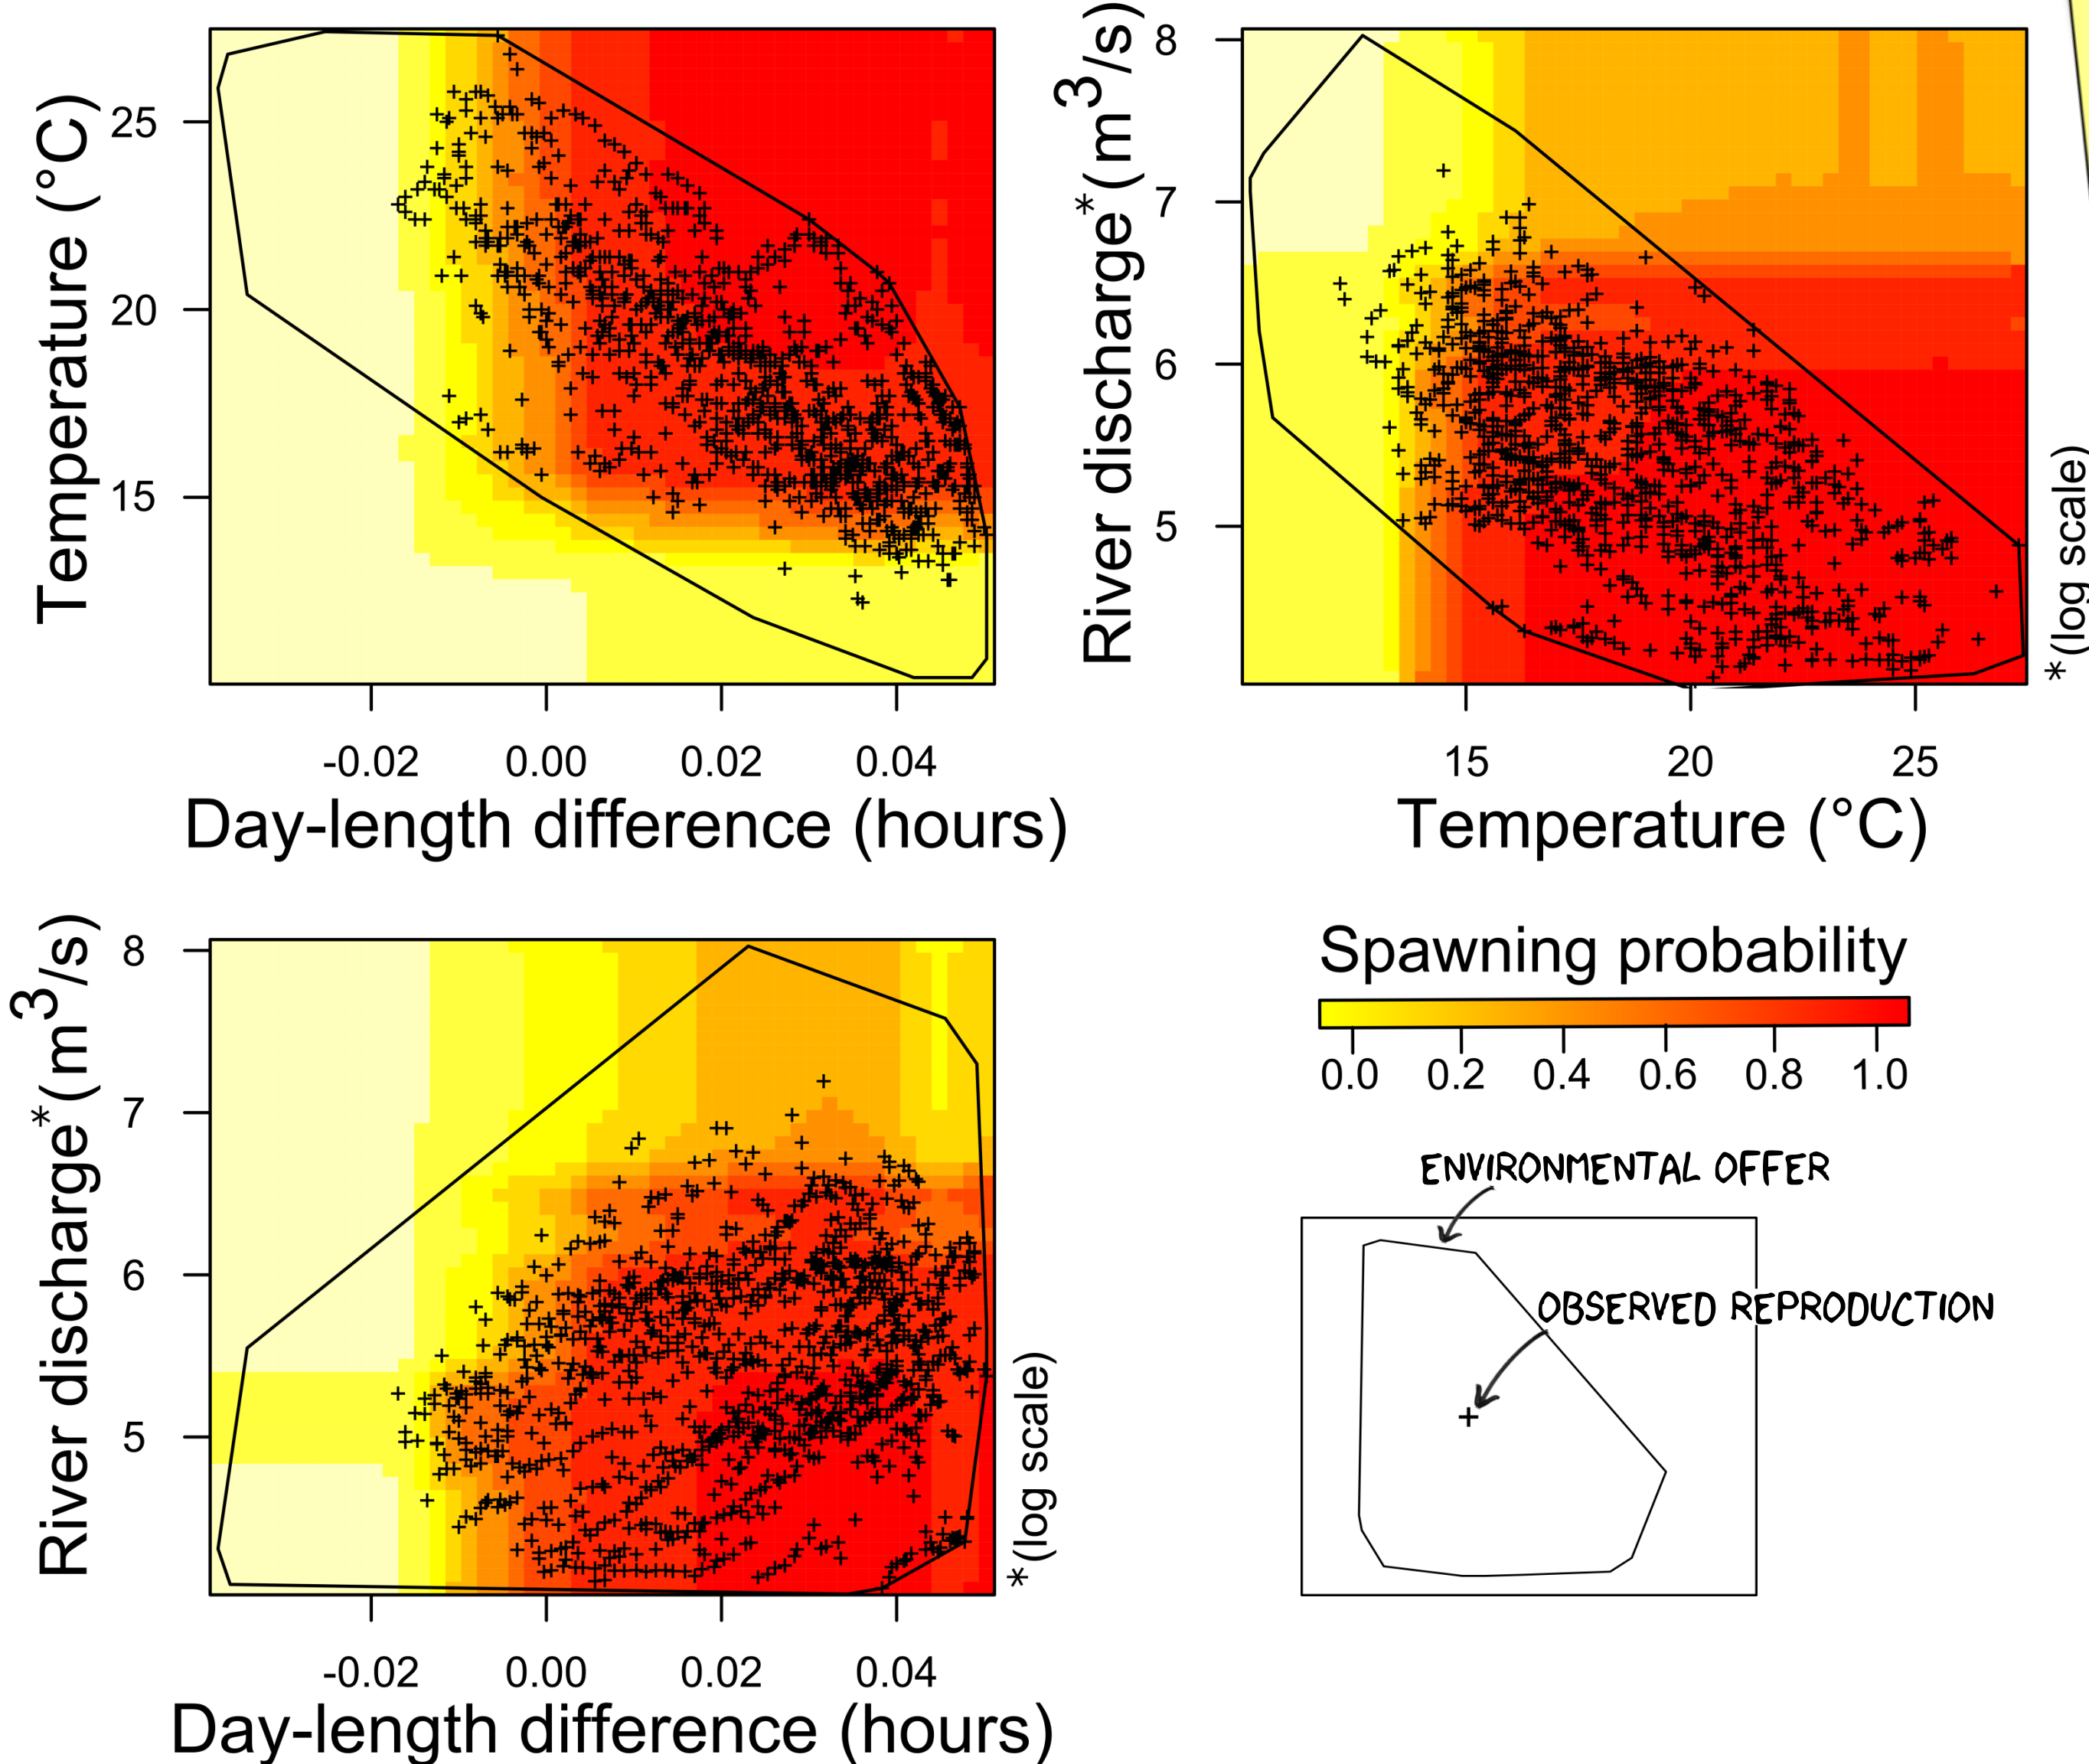 Temperature (°C)
25
20
15
-0.02 0.00 0.02 0.04
Day-length difference (hours)
River discharge*(m3/s)
8
7
6
5
*(log scale)
15 20 25
Temperature (°C)
River discharge*(m3/s)
8
7
6
5
*(log scale)
-0.02 0.00 0.02 0.04
Day-length difference (hours)
Spawning probability
0.0 0.2 0.4 0.6 0.8 1.0
ENVIRONMENTAL OFFER
OBSERVED REPRODUCTION